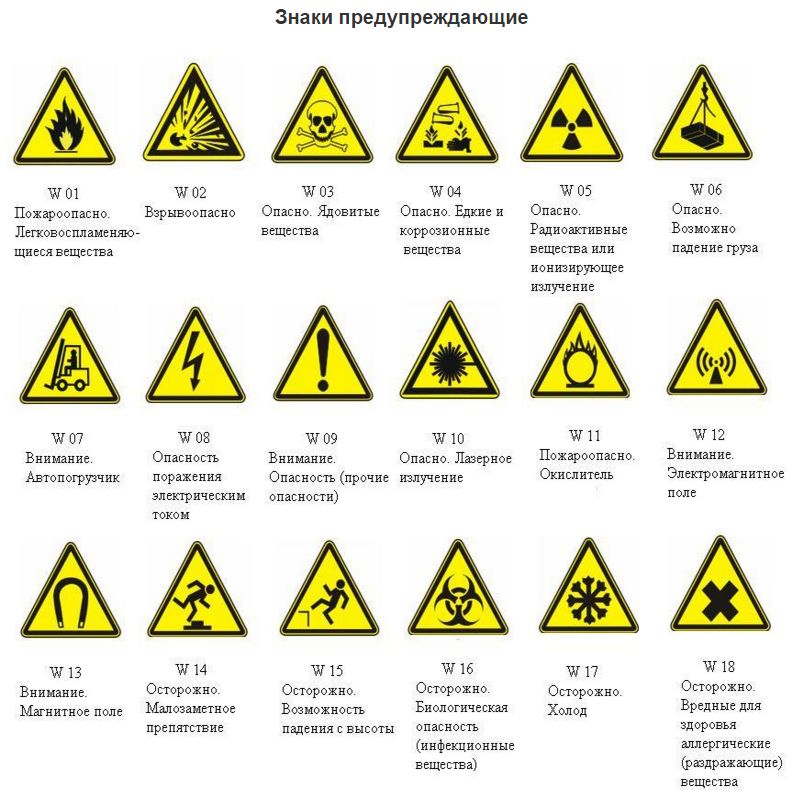 Знаки предупреждающие
W 01
Пожароопасно.
Легковоспламеняю-
щиеся вещества
W 02
Взрывоопасно
W 03
Опасно. Ядовитые
вещества
W 04
Опасно. Едкие и
коррозионные
вещества
W 05
Опасно.
Радиоактивные
вещества или
ионизирующее
излучение
W 06
Опасно.
Возможно
падение груза
W 07
Внимание.
Автопогрузчик
W 08
Опасность
поражения
электрическим
током
W 09
Внимание.
Опасность (прочие
опасности)
W 10
Опасно. Лазерное
излучение
W 11
Пожароопасно.
Окислитель
W 12
Внимание.
Электромагнитное
поле
W 13
Внимание.
Магнитное поле
W 14
Осторожно.
Малозаметное
препятствие
W 15
Осторожно.
Возможность
падения с высоты
W 16
Осторожно.
Биологическая
опасность
(инфекционные
вещества)
W 17
Осторожно.
Холод
W 18
Осторожно.
Вредные для
здоровья
аллергические
(раздражающие)
вещества